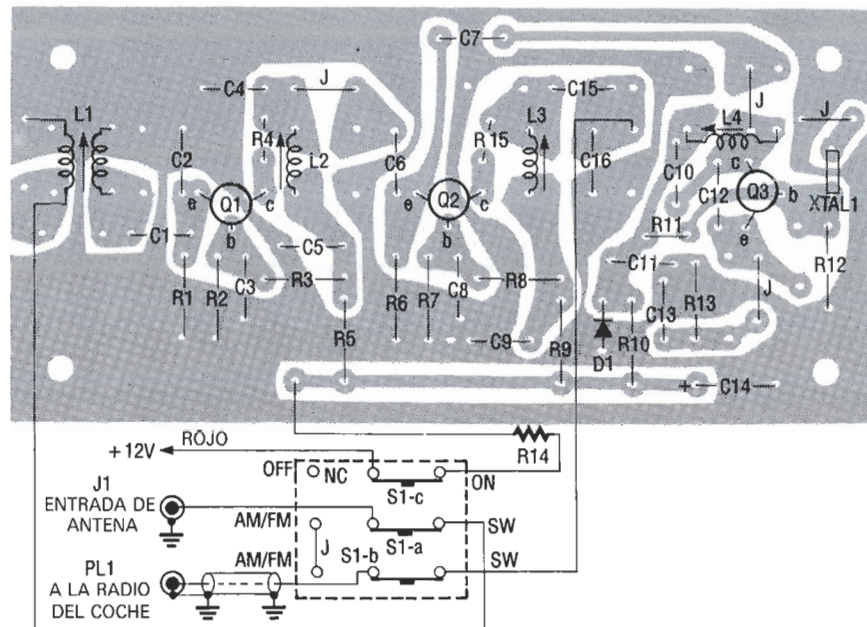 C7
C4
J
C15
L1
L3
J
L4
J
R4
R15
C2
L2
C6
C16
C10
c
C12
Q1
Q2
Q3
e
c
e
c
b
XTAL1
b
b
e
R11
C1
C5
C11
R12
R1
R2
C3
R3
R6
R7
C8
R8
C13
R13
J
R5
C9
R9
D1
R10
+
C14
+12V
ROJO
R14
OFF
NC
ON
S1-c
J1
ENTRADA DE
ANTENA
AM/FM
SW
S1-a
J
S1-b
AM/FM
SW
PL1
A LA RADIO
DEL COCHE